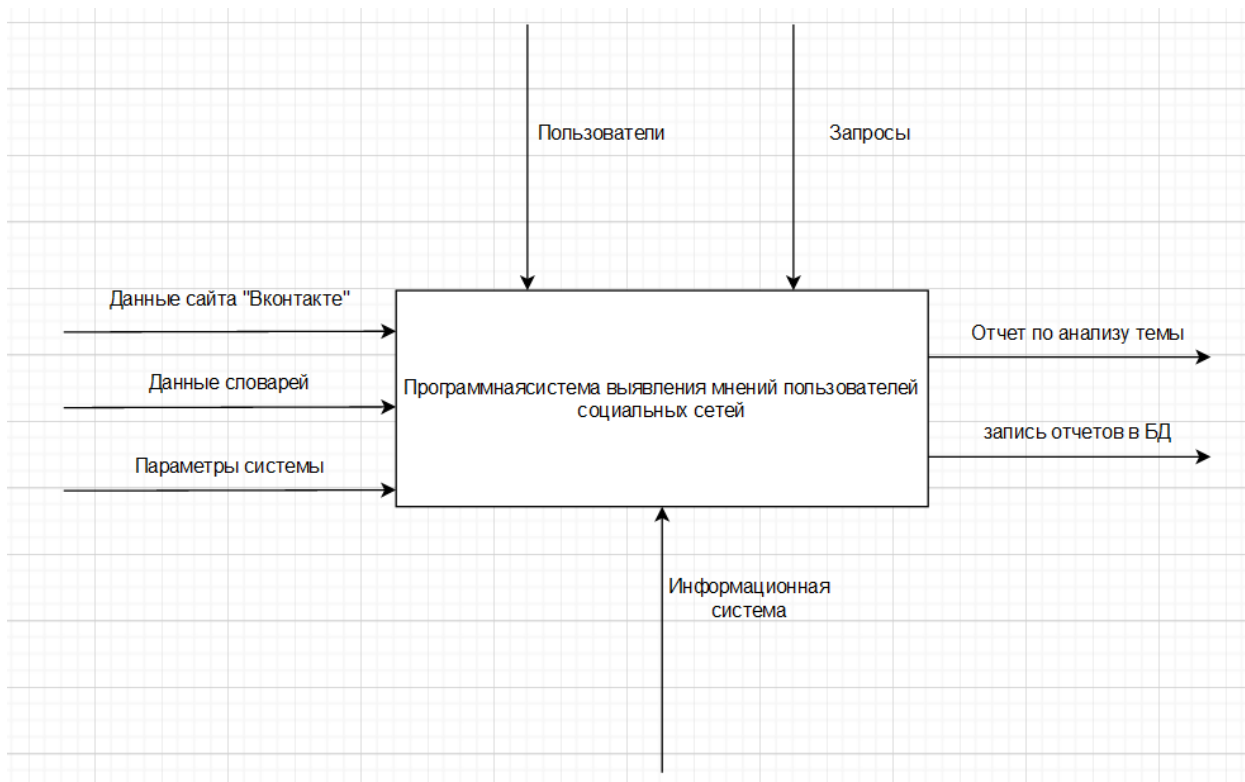 Пользователи
Запросы
Данные сайта "Вконтакте"
Данные словарей
Параметры системы
Программнаясистема выявления мнений пользователей
социальных сетей
Отчет по анализу темы
запись отчетов в БД
Информационная
система